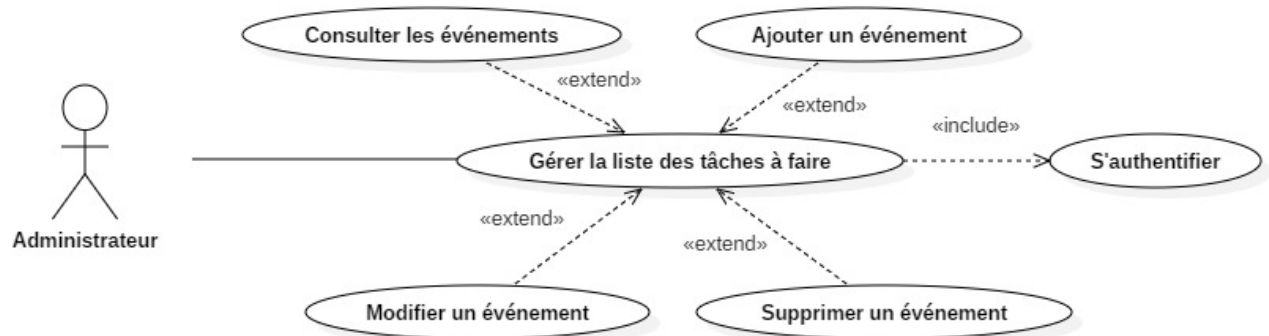 Consulter les événements
Ajouter un événement
«extend»
«extend»
«include»
Gérer la liste des tâches à faire
S'authentifier
«extend»
«extend»
Administrateur
Modifier un événement
Supprimer un événement